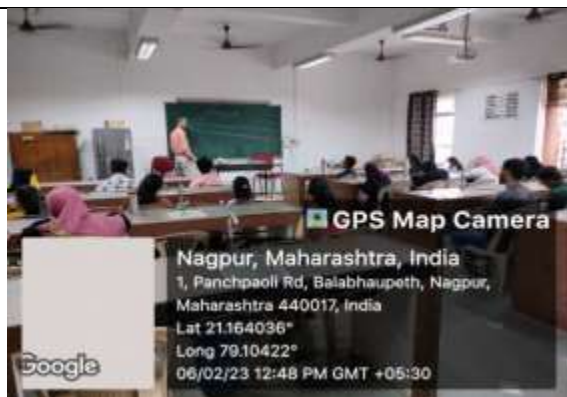 GPS Map Camera
Nagpur, Maharashtra, India
1, Panchpaoli Rd, Balabhaupeth, Nagpur,
Maharashtra 440017, India
Lat 21.164036°
Long 79.10422°
06/02/23 12:48 PM GMT +05:30
Google